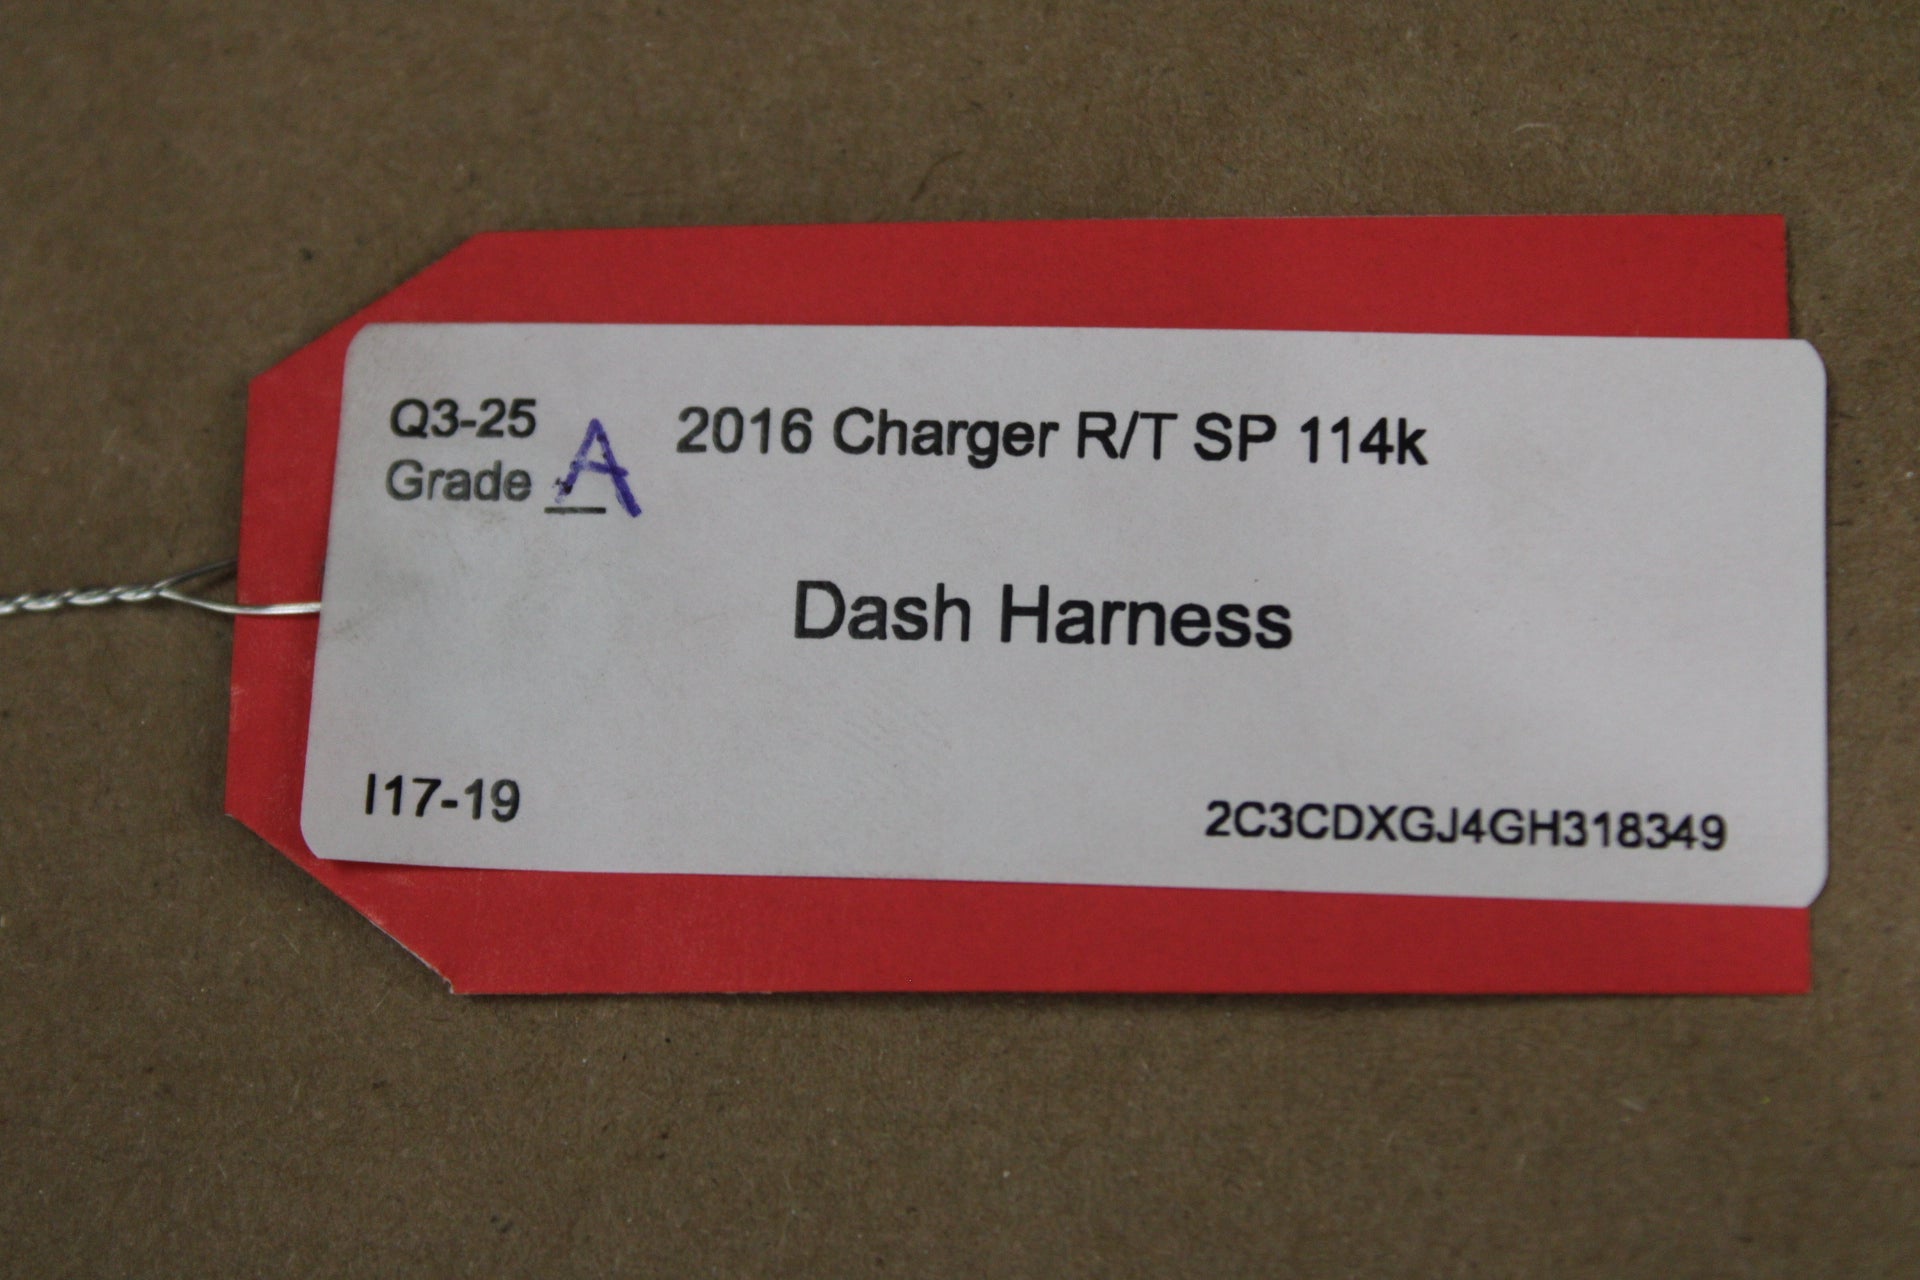 Q3-25
Grade A
2016 Charger R/T SP 114k
Dash Harness
I17-19
2C3CDXGJ4GH318349